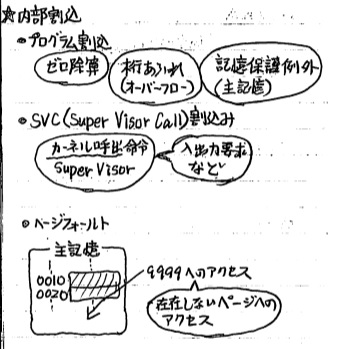 ☆内部割込
•プログラム割込
ゼロ除算
桁あふれ
(オーバーフロー)
記憶保護例外
(主記憶)
•SVC(Super Visor Call)割込み
カーネル呼出命令
Super Visor
入出力要求
など
•ページフォールト
主記憶
0010
0020
9999へのアクセス
存在しないページへの
アクセス